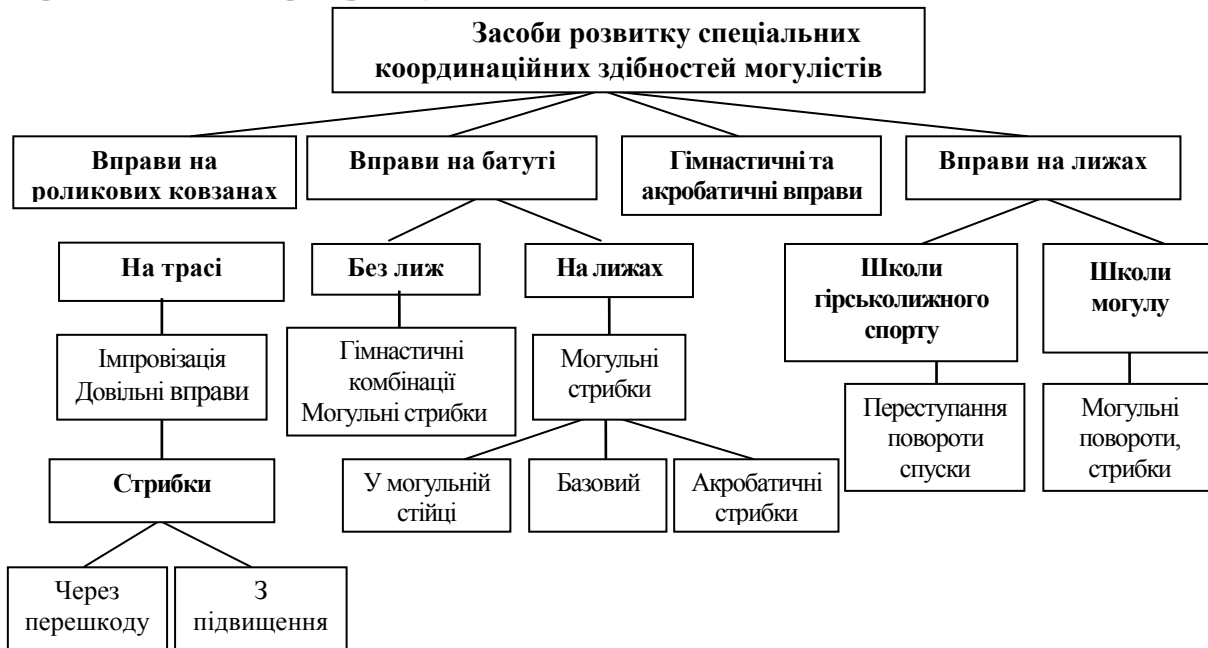 Засоби розвитку спеціальних
координаційних здібностей могулістів
Вправи на
роликових ковзанах
Вправи на батуті
Гімнастичні та
акробатичні вправи
Вправи на лижах
На трасі
Без лиж
На лижах
Школи
гірськолижного
спорту
Школи
могулу
Імпровізація
Довільні вправи
Гімнастичні
комбінації
Могульні стрибки
Могульні
стрибки
Переступання
повороти
спуски
Могульні
повороти,
стрибки
Стрибки
У могульній
стійці
Базовий
Акробатичні
стрибки
Через
перешкоду
З
підвищення